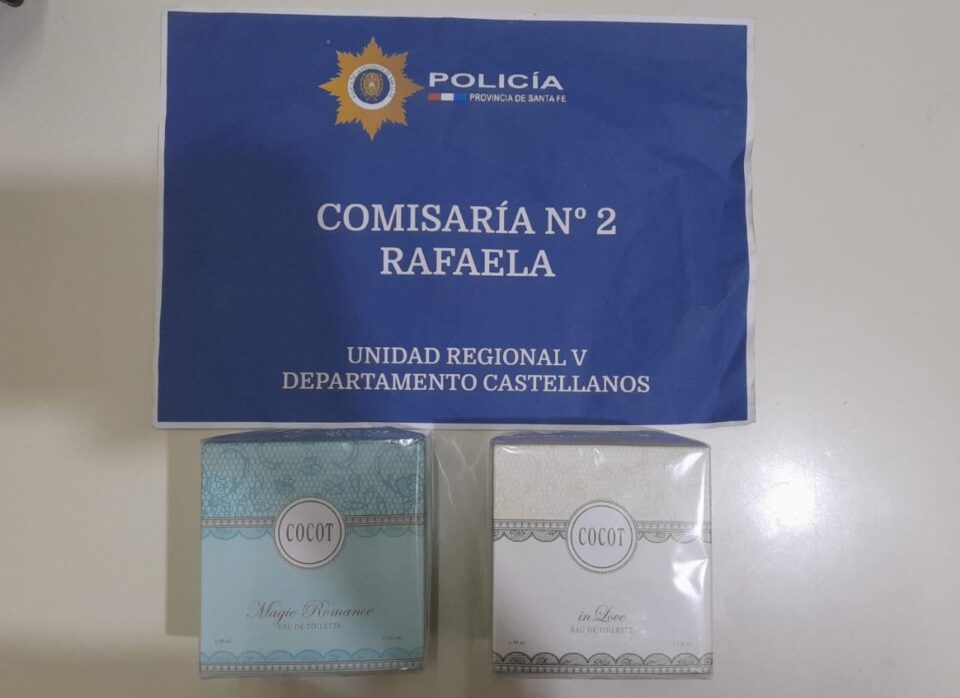 POLICÍA
PROVINCIA DE SANTA FE
COMISARÍA Nº 2
RAFAELA
UNIDAD REGIONAL V
DEPARTAMENTO CASTELLANOS
COCOT
Magic Romance
EAU DE TOILETTE
COCOT
in Love
EAU DE TOILETTE